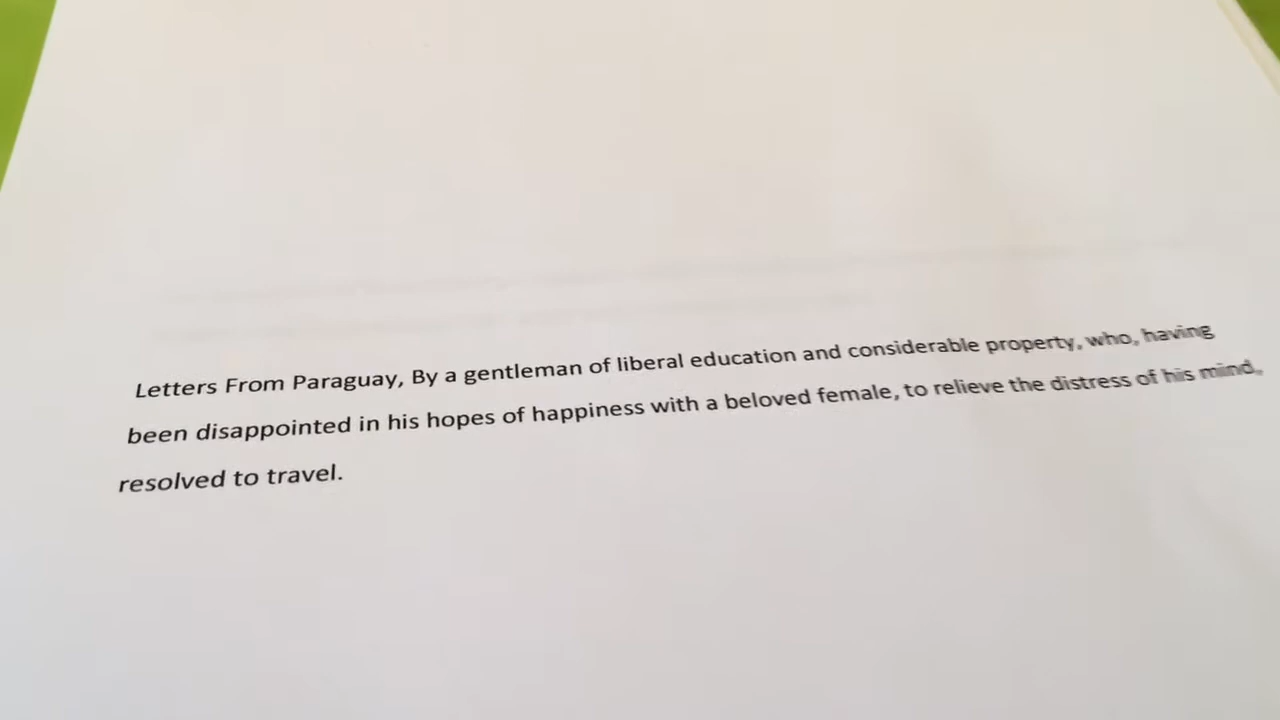 Letters From Paraguay, By a gentleman of liberal education and considerable property, who, having
been disappointed in his hopes of happiness with a beloved female, to relieve the distress of his mind,
resolved to travel.